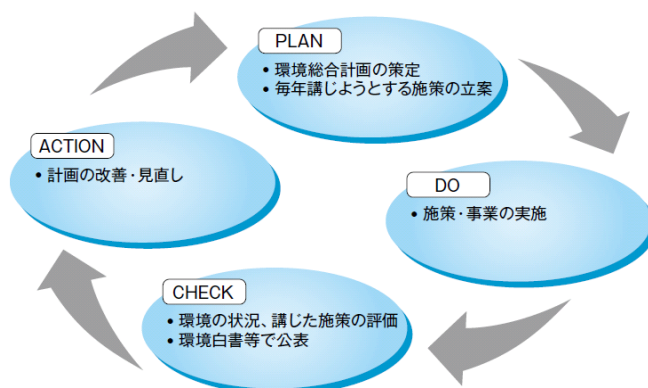 PLAN
• 環境総合計画の策定
• 毎年講じようとする施策の立案
DO
• 施策・事業の実施
CHECK
• 環境の状況、講じた施策の評価
• 環境白書等で公表
ACTION
• 計画の改善・見直し